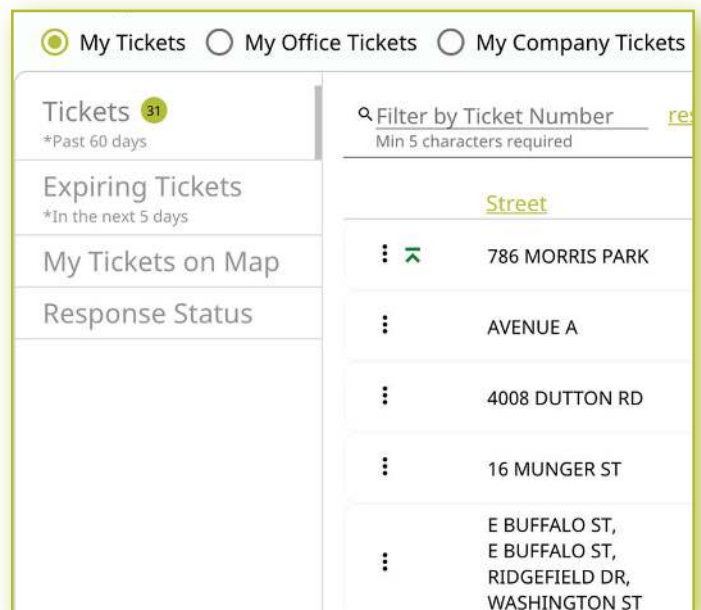 My Tickets My Office Tickets My Company Tickets
Tickets 31
*Past 60 days
Expiring Tickets
*In the next 5 days
My Tickets on Map
Response Status
Filter by Ticket Number
Min 5 characters required
Street
786 MORRIS PARK
AVENUE A
4008 DUTTON RD
16 MUNGER ST
E BUFFALO ST,
E BUFFALO ST,
RIDGEFIELD DR,
WASHINGTON ST